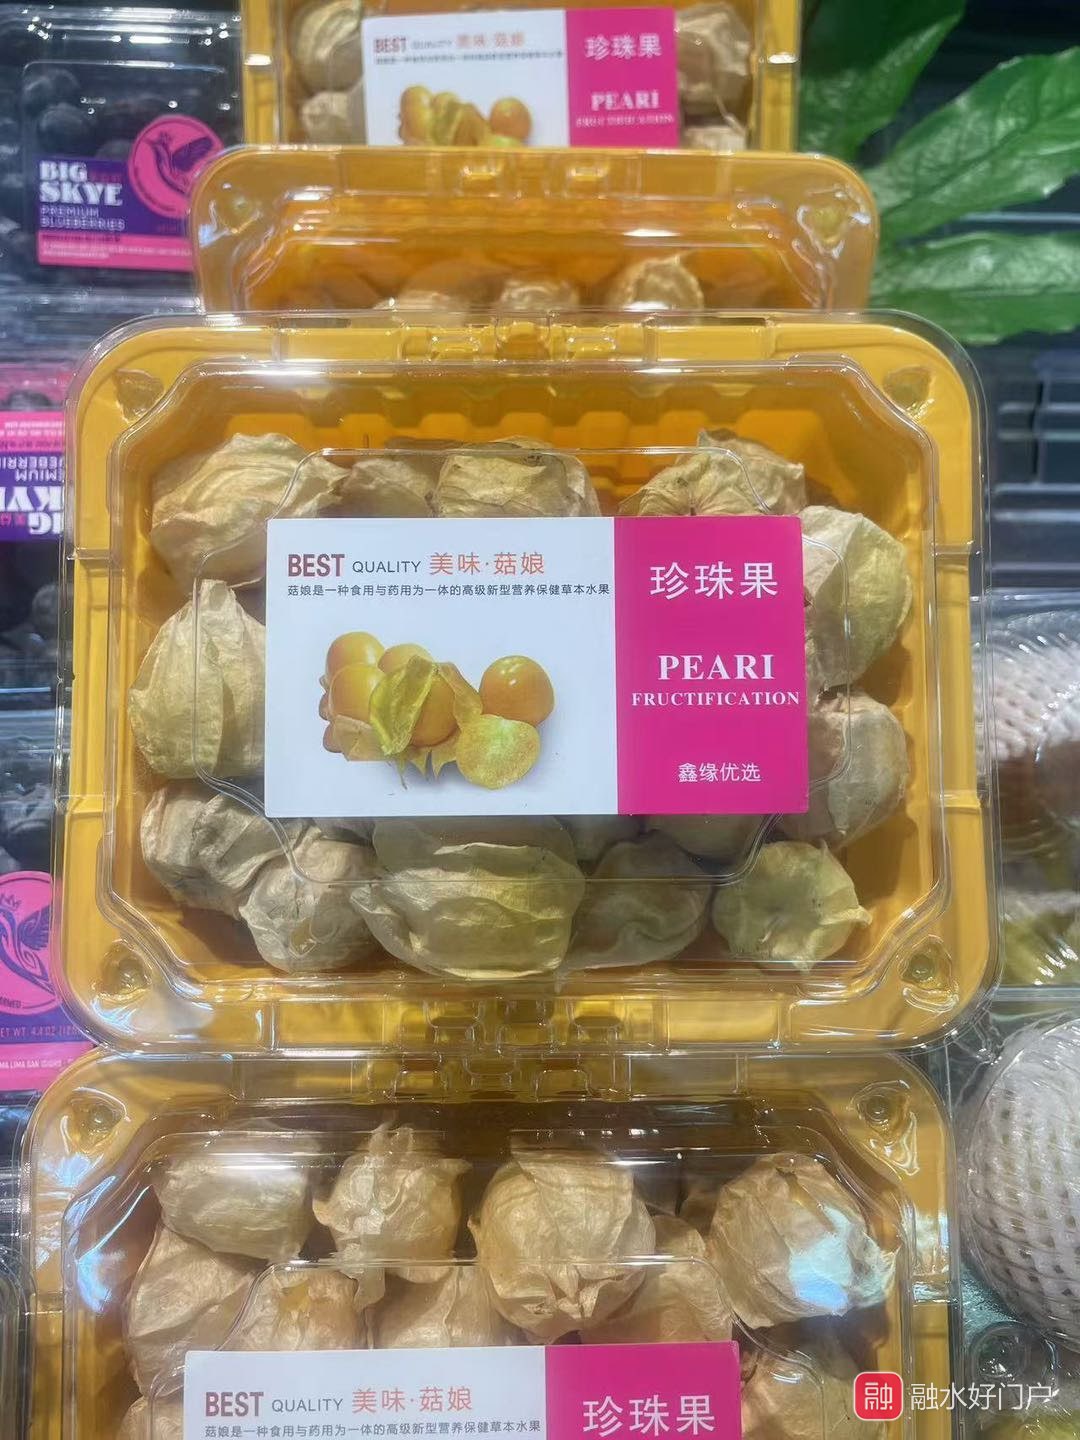 BEST QUALITY 美味·菇娘
珍珠果
PEARI
FRUCTIFICATION
BIG
SKYE
PREMIUM
BLUEBERRIES
BEST QUALITY 美味·菇娘
菇娘是一种食用与药用为一体的高级新型营养保健草本水果
珍珠果
PEARI
FRUCTIFICATION
鑫缘优选
BEST QUALITY 美味·菇娘
菇娘是一种食用与药用为一体的高级新型营养保健草本水果
珍珠果
融 融水好门户